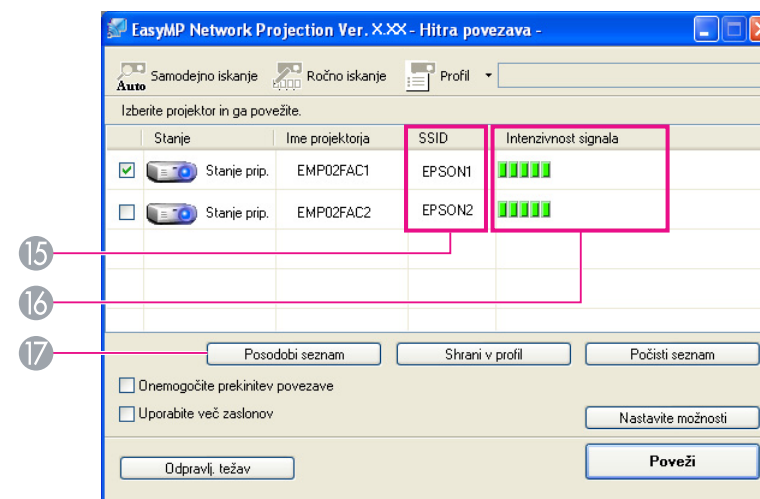 EasyMP Network Projection Ver. X.XX - Hitra povezava -
Auto Samodejno iskanje Ročno iskanje Profil
Izberite projektor in ga povežite.
Stanje Ime projektorja SSID Intenzivnost signala
Stanje prip. EMP02FAC1 EPSON1
Stanje prip. EMP02FAC2 EPSON2
15
16
17 Posodobi seznam Shrani v profil Počisti seznam
Onemogočite prekinitev povezave
Uporabite več zaslonov Nastavite možnosti
Odpravlj. težav Poveži